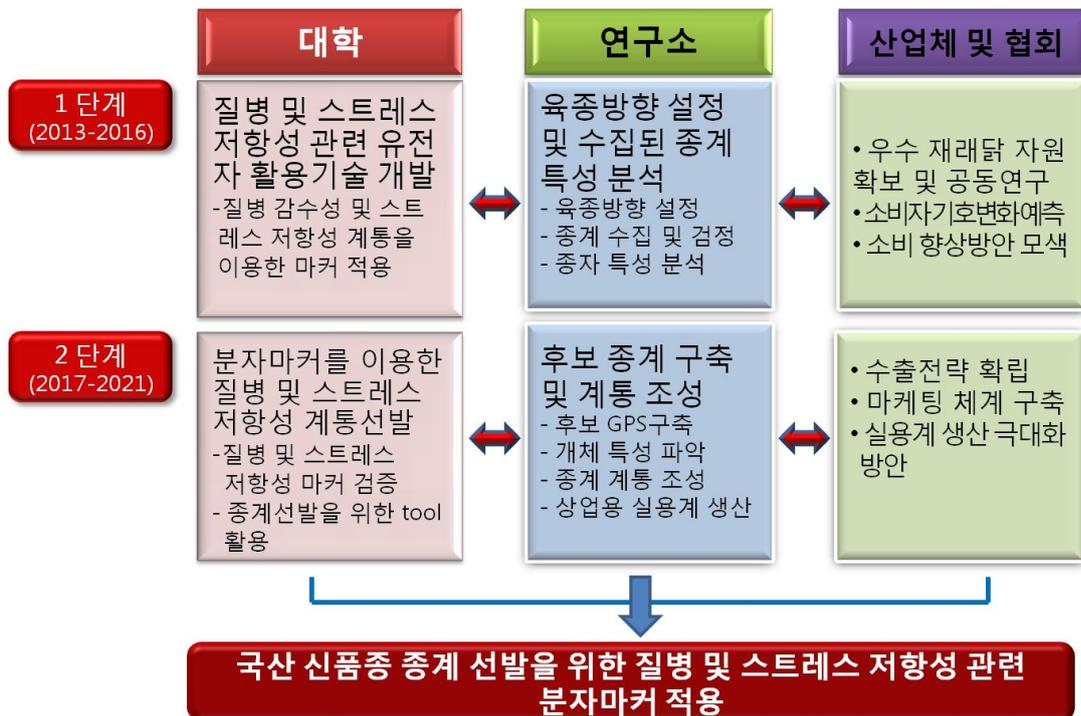 대학
연구소
산업체 및 협회
1 단계
(2013-2016)
질병 및 스트레스
저항성 관련 유전
자 활용기술 개발
-질병 감수성 및 스트
레스 저항성 계통을
이용한 마커 적용
육종방향 설정
및 수집된 종계
특성 분석
- 육종방향 설정
- 종계 수집 및 검정
- 종자 특성 분석
• 우수 재래닭 자원
확보 및 공동연구
• 소비자기호변화예측
• 소비 향상방안 모색
2 단계
(2017-2021)
분자마커를 이용한
질병 및 스트레스
저항성 계통선발
-질병 및 스트레스
저항성 마커 검증
- 종계선발을 위한 tool
활용
후보 종계 구축
및 계통 조성
- 후보 GPS구축
- 개체 특성 파악
- 종계 계통 조성
- 상업용 실용계 생산
• 수출전략 확립
• 마케팅 체계 구축
• 실용계 생산 극대화
방안
국산 신품종 종계 선발을 위한 질병 및 스트레스 저항성 관련
분자마커 적용